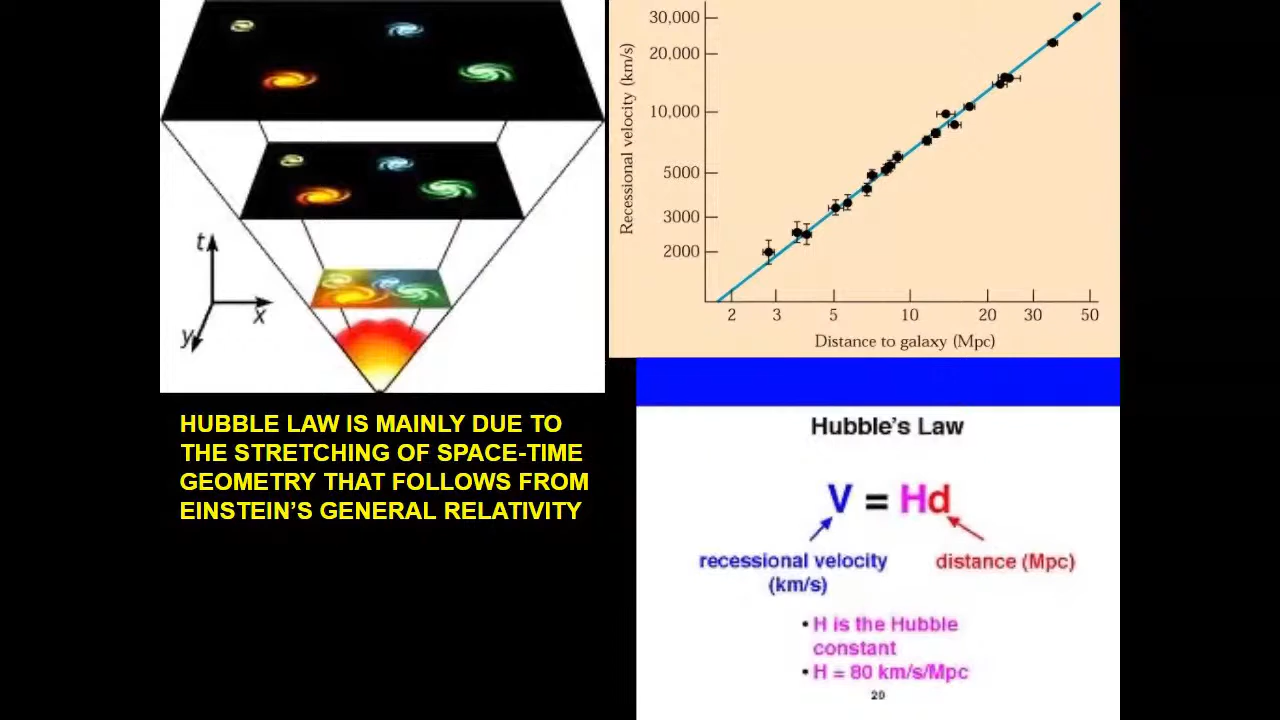 t
x
y
Recessional velocity (km/s)
30,000
20,000
10,000
5000
3000
2000
2 3 5 10 20 30 50
Distance to galaxy (Mpc)
HUBBLE LAW IS MAINLY DUE TO
THE STRETCHING OF SPACE-TIME
GEOMETRY THAT FOLLOWS FROM
EINSTEIN'S GENERAL RELATIVITY
Hubble's Law
V = Hd
recessional velocity
(km/s)
distance (Mpc)
• H is the Hubble
constant
• H = 80 km/s/Mpc
20